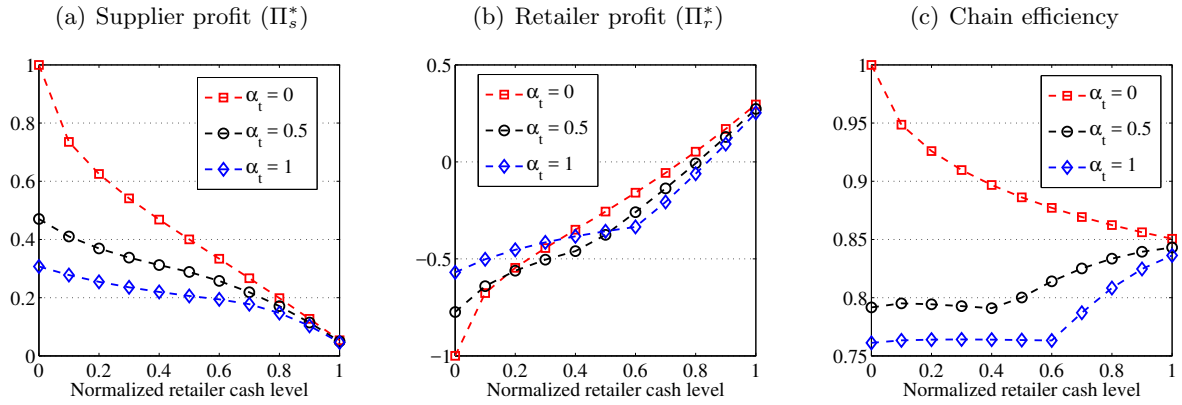 (a) Supplier profit (Π*s)
1
0.8
0.6
0.4
0.2
0
0 0.2 0.4 0.6 0.8 1
Normalized retailer cash level
αt = 0
αt = 0.5
αt = 1
(b) Retailer profit (Π*r)
0.5
0
−0.5
−1
0 0.2 0.4 0.6 0.8 1
Normalized retailer cash level
αt = 0
αt = 0.5
αt = 1
(c) Chain efficiency
1
0.95
0.9
0.85
0.8
0.75
0 0.2 0.4 0.6 0.8 1
Normalized retailer cash level
αt = 0
αt = 0.5
αt = 1